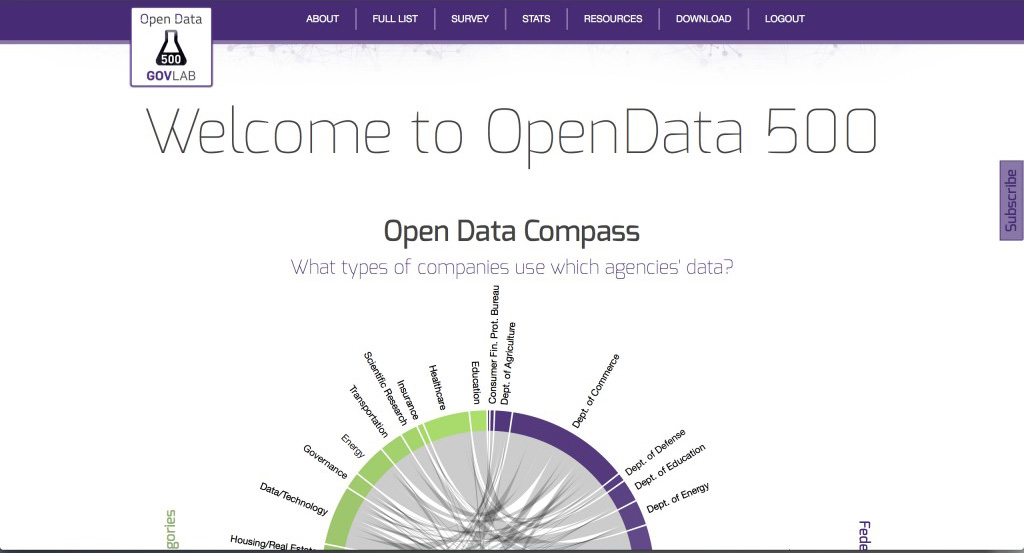 Open Data
500
GOVLAB
ABOUT
FULL LIST
SURVEY
STATS
RESOURCES
DOWNLOAD
LOGOUT
Welcome to OpenData 500
Subscribe
Open Data Compass
What types of companies use which agencies' data?
Housing/Real
Data/Technology
Governance
Energy
Transportation
Scientific Research
Insurance
Healthcare
Education
Consumer Fin. Prot. Bureau
Dept. of Agriculture
Dept. of Commerce
Dept. of Defense
Dept. of Education
Dept. of Energy